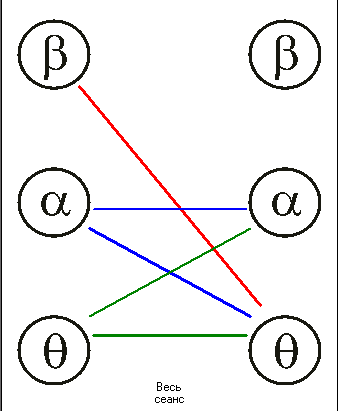 β β
α α
θ θ
Весь
сеанс